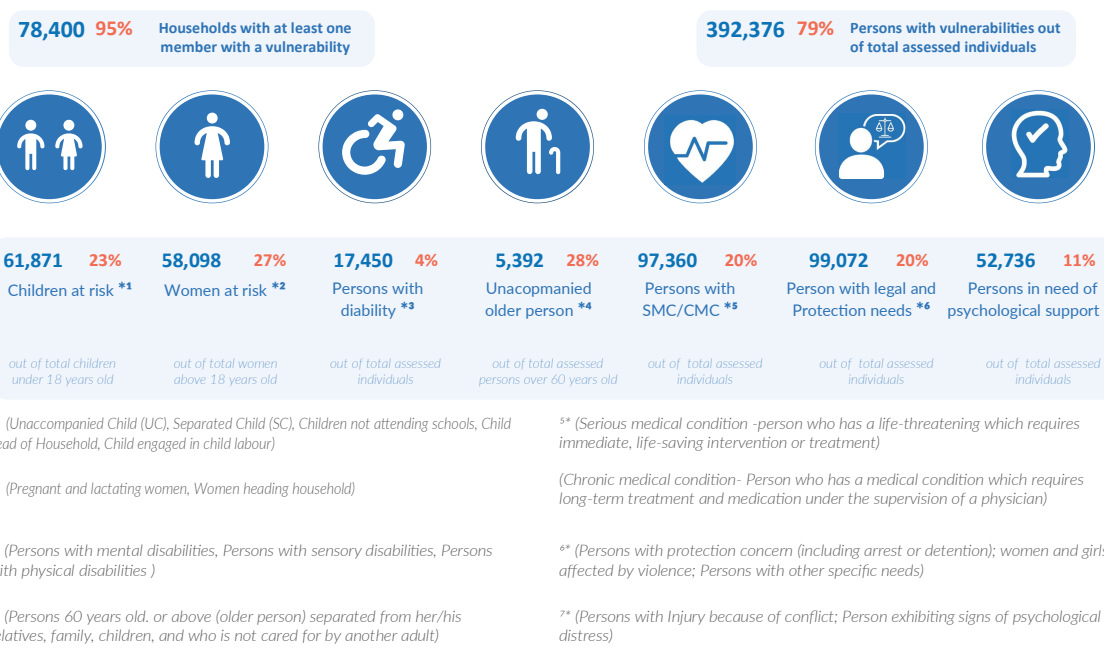 78,400 95% Households with at least one
member with a vulnerability
392,376 79% Persons with vulnerabilities out
of total assessed individuals
61,871 23%
Children at risk *¹
out of total children
under 18 years old
58,098 27%
Women at risk *²
out of total women
above 18 years old
17,450 4%
Persons with
diability *³
out of total assessed
individuals
5,392 28%
Unacopmanied
older person *⁴
out of total assessed
persons over 60 years old
97,360 20%
Persons with
SMC/CMC *⁵
out of total assessed
individuals
99,072 20%
Person with legal and
Protection needs *⁶
out of total assessed
individuals
52,736 11%
Persons in need of
psychological support
out of total assessed
individuals
(Unaccompanied Child (UC), Separated Child (SC), Children not attending schools, Child
ead of Household, Child engaged in child labour)
(Pregnant and lactating women, Women heading household)
(Persons with mental disabilities, Persons with sensory disabilities, Persons
ith physical disabilities )
(Persons 60 years old. or above (older person) separated from her/his
elatives, family, children, and who is not cared for by another adult)
⁵* (Serious medical condition -person who has a life-threatening which requires
immediate, life-saving intervention or treatment)
(Chronic medical condition- Person who has a medical condition which requires
long-term treatment and medication under the supervision of a physician)
⁶* (Persons with protection concern (including arrest or detention); women and girls
affected by violence; Persons with other specific needs)
⁷* (Persons with Injury because of conflict; Person exhibiting signs of psychological
distress)